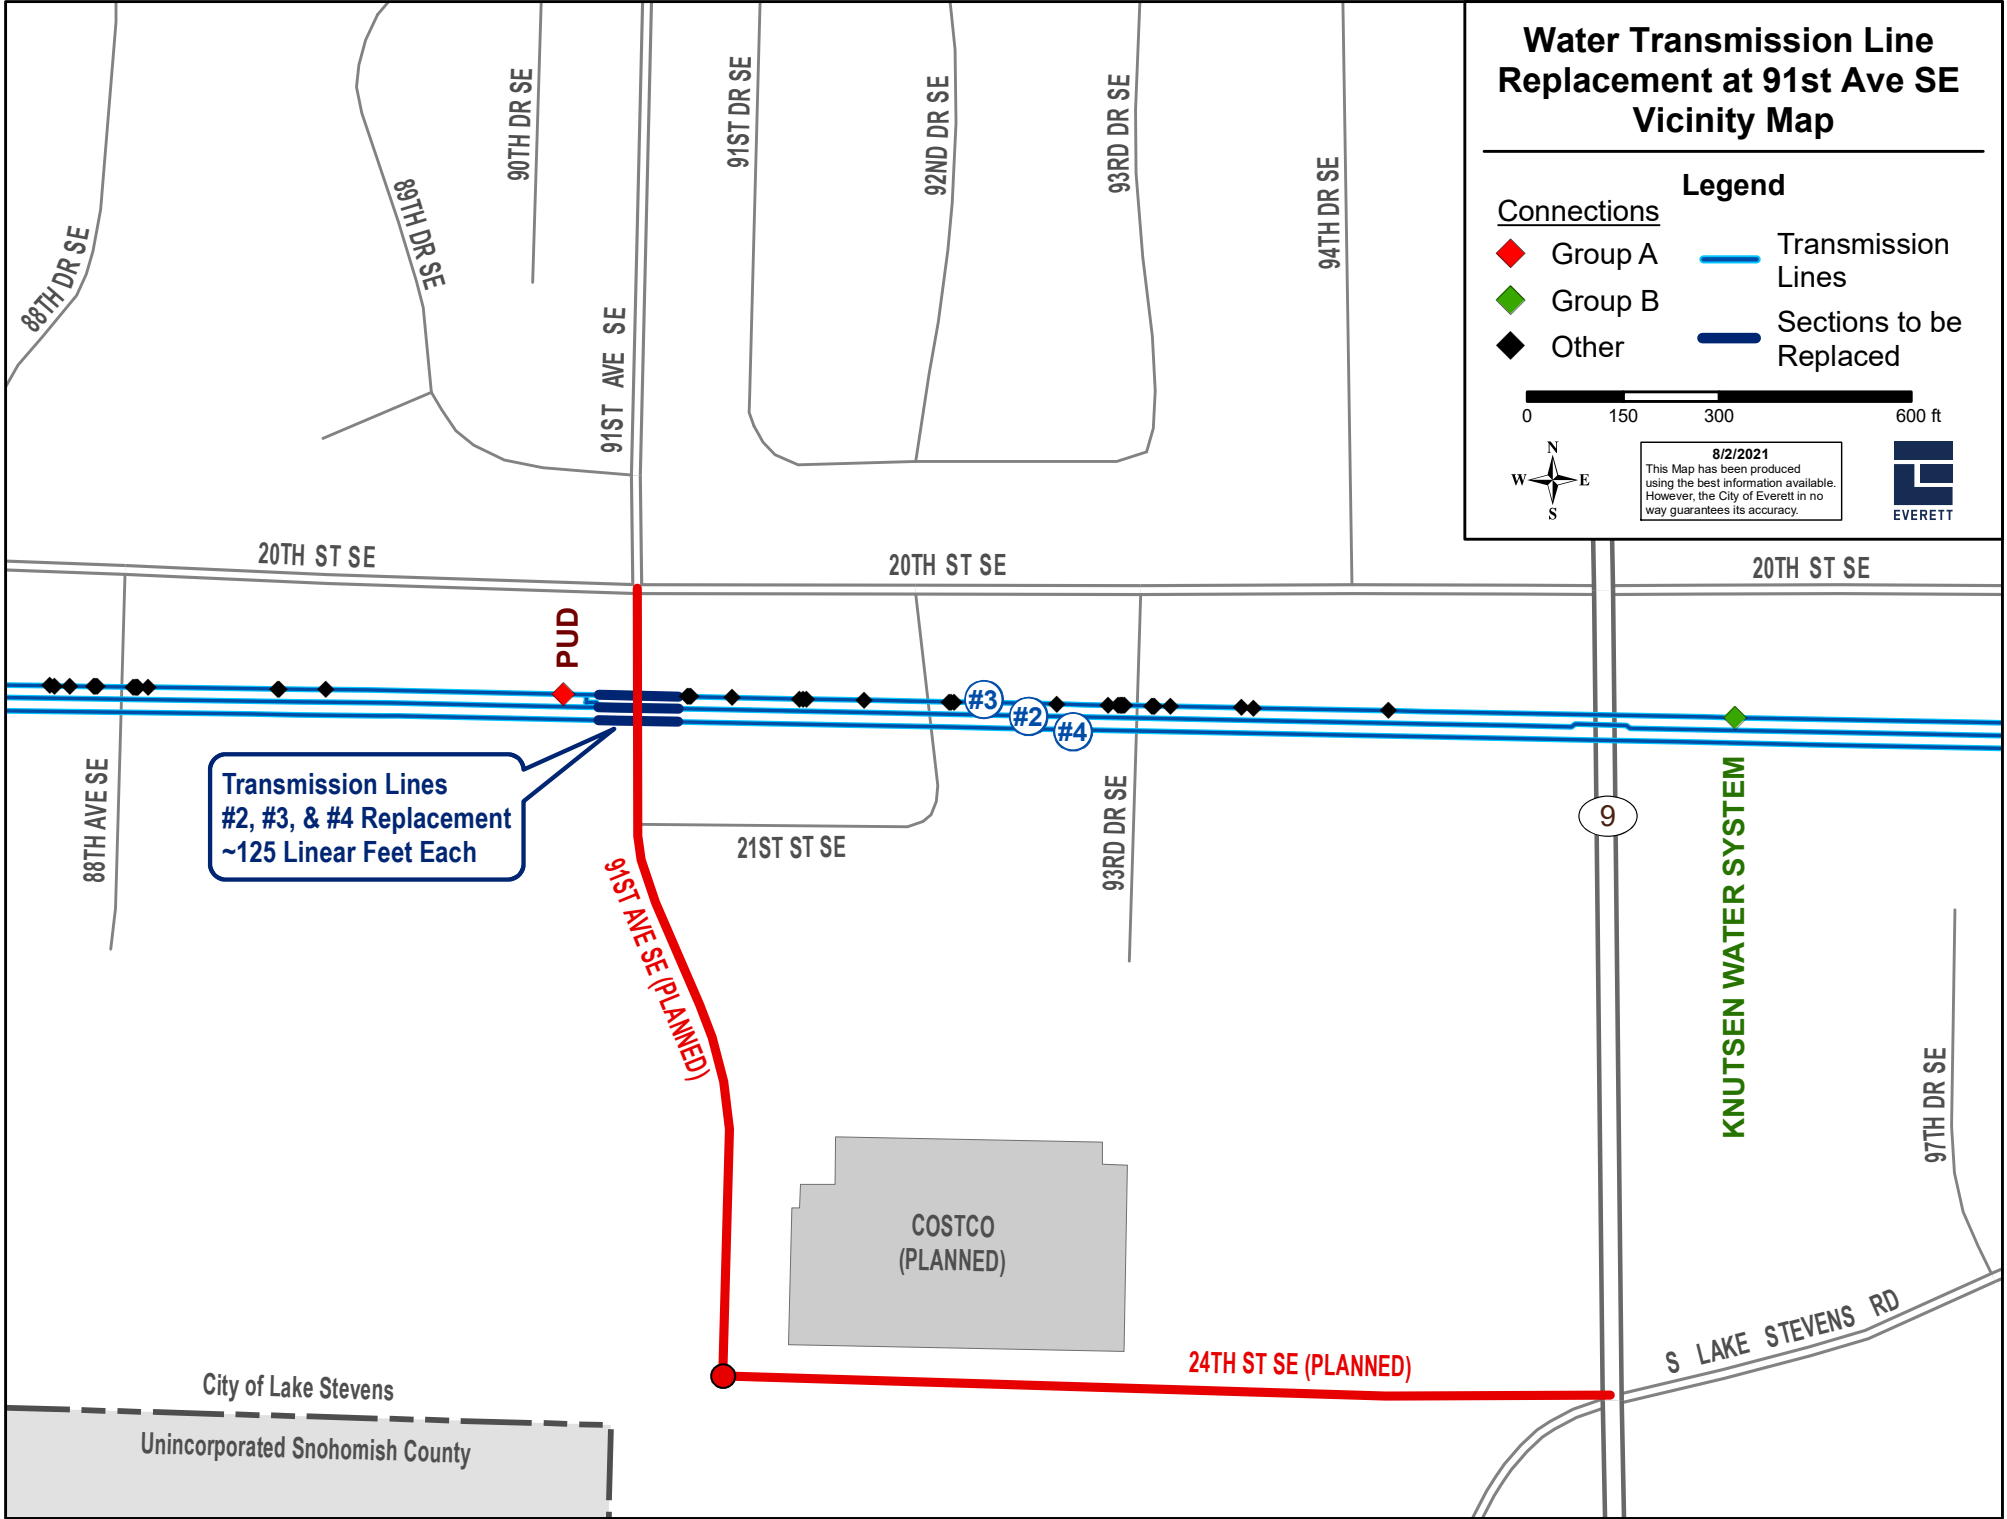 Water Transmission Line
Replacement at 91st Ave SE
Vicinity Map
Legend
Connections
Group A
Group B
Other
Transmission
Lines
Sections to be
Replaced
0
150
300
600 ft
N
W
E
S
8/2/2021
This Map has been produced
using the best information available.
However, the City of Everett in no
way guarantees its accuracy.
EVERETT
88TH DR SE
89TH DR SE
90TH DR SE
91ST AVE SE
91ST DR SE
92ND DR SE
93RD DR SE
94TH DR SE
20TH ST SE
20TH ST SE
20TH ST SE
PUD
#3
#2
#4
Transmission Lines
#2, #3, & #4 Replacement
~125 Linear Feet Each
88TH AVE SE
21ST ST SE
93RD DR SE
9
KNUTSEN WATER SYSTEM
91ST AVE SE (PLANNED)
97TH DR SE
COSTCO
(PLANNED)
24TH ST SE (PLANNED)
S LAKE STEVENS RD
City of Lake Stevens
Unincorporated Snohomish County